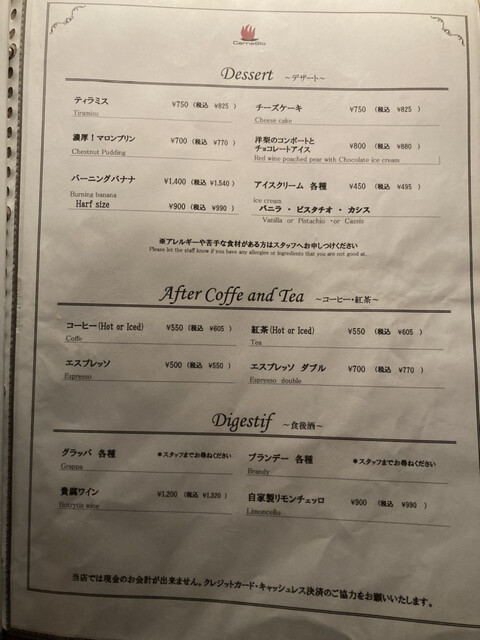 CarneSio
Dessert ～デザート～
ティラミス ¥750 (税込 ¥825 )
Tiramisu
チーズケーキ ¥750 (税込 ¥825 )
Cheese cake
濃厚！マロンプリン ¥700 (税込 ¥770 )
Chestnut Pudding
洋梨のコンポートと
チョコレートアイス ¥800 (税込 ¥880 )
Red wine poached pear with Chocolate ice cream
バーニングバナナ ¥1,400 (税込 ¥1,540 )
Burning banana
Harf size ¥900 (税込 ¥990 )
アイスクリーム 各種 ¥450 (税込 ¥495 )
ice cream
バニラ ・ ピスタチオ ・ カシス
Vanilla or Pistachio ・or Cassis
※アレルギーや苦手な食材がある方はスタッフへお申しつけください
Please let the staff know if you have any allergies or ingredients that you are not good at.
After Coffe and Tea ～コーヒー・紅茶～
コーヒー(Hot or Iced) ¥550 (税込 ¥605 )
Coffe
紅茶(Hot or Iced) ¥550 (税込 ¥605 )
Tea
エスプレッソ ¥500 (税込 ¥550 )
Espresso
エスプレッソ ダブル ¥700 (税込 ¥770 )
Espresso double
Digestif ～食後酒～
グラッパ 各種 ＊スタッフまでお尋ねください
Grappa
ブランデー 各種 ＊スタッフまでお尋ねください
Brandy
貴腐ワイン ¥1,200 (税込 ¥1,320 )
Botrytis wine
自家製リモンチェッロ ¥900 (税込 ¥990 )
Limoncello
当店では現金のお会計が出来ません。クレジットカード・キャッシュレス決済のご協力をお願いいたします。